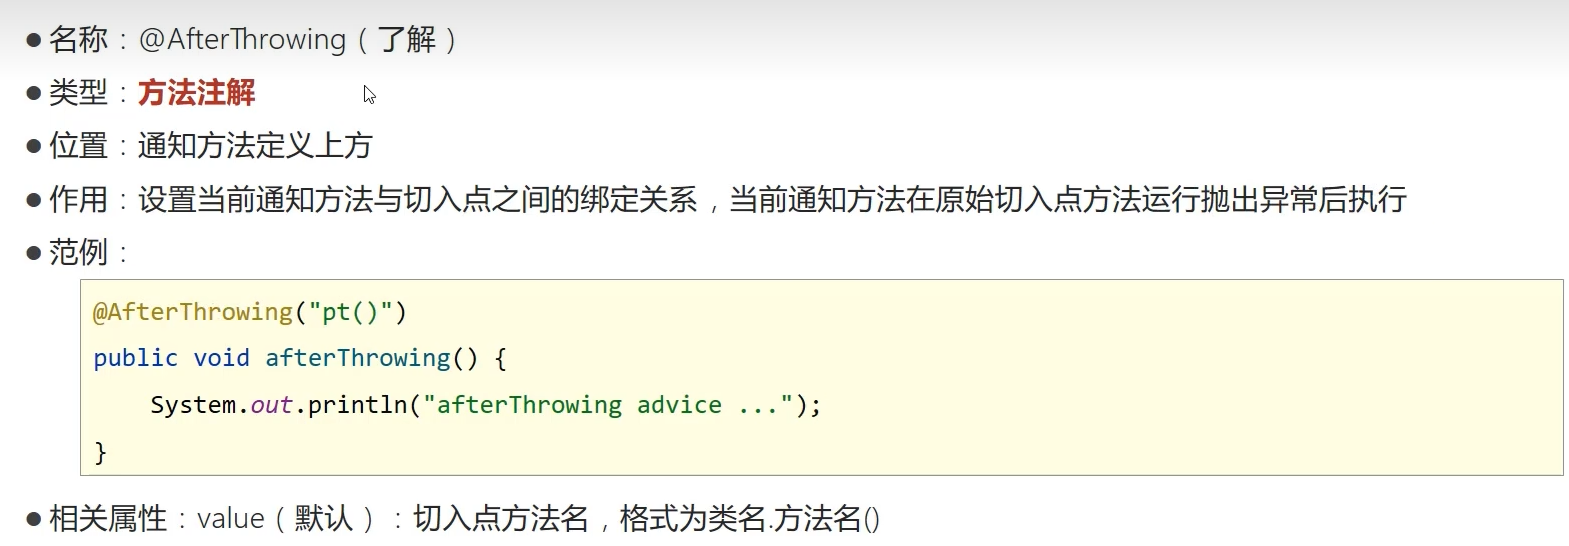 ● 名称：@AfterThrowing（了解）
● 类型：方法注解
● 位置：通知方法定义上方
● 作用：设置当前通知方法与切入点之间的绑定关系，当前通知方法在原始切入点方法运行抛出异常后执行
● 范例：
@AfterThrowing("pt()")
public void afterThrowing() {
    System.out.println("afterThrowing advice ...");
}
● 相关属性：value（默认）：切入点方法名，格式为类名.方法名()